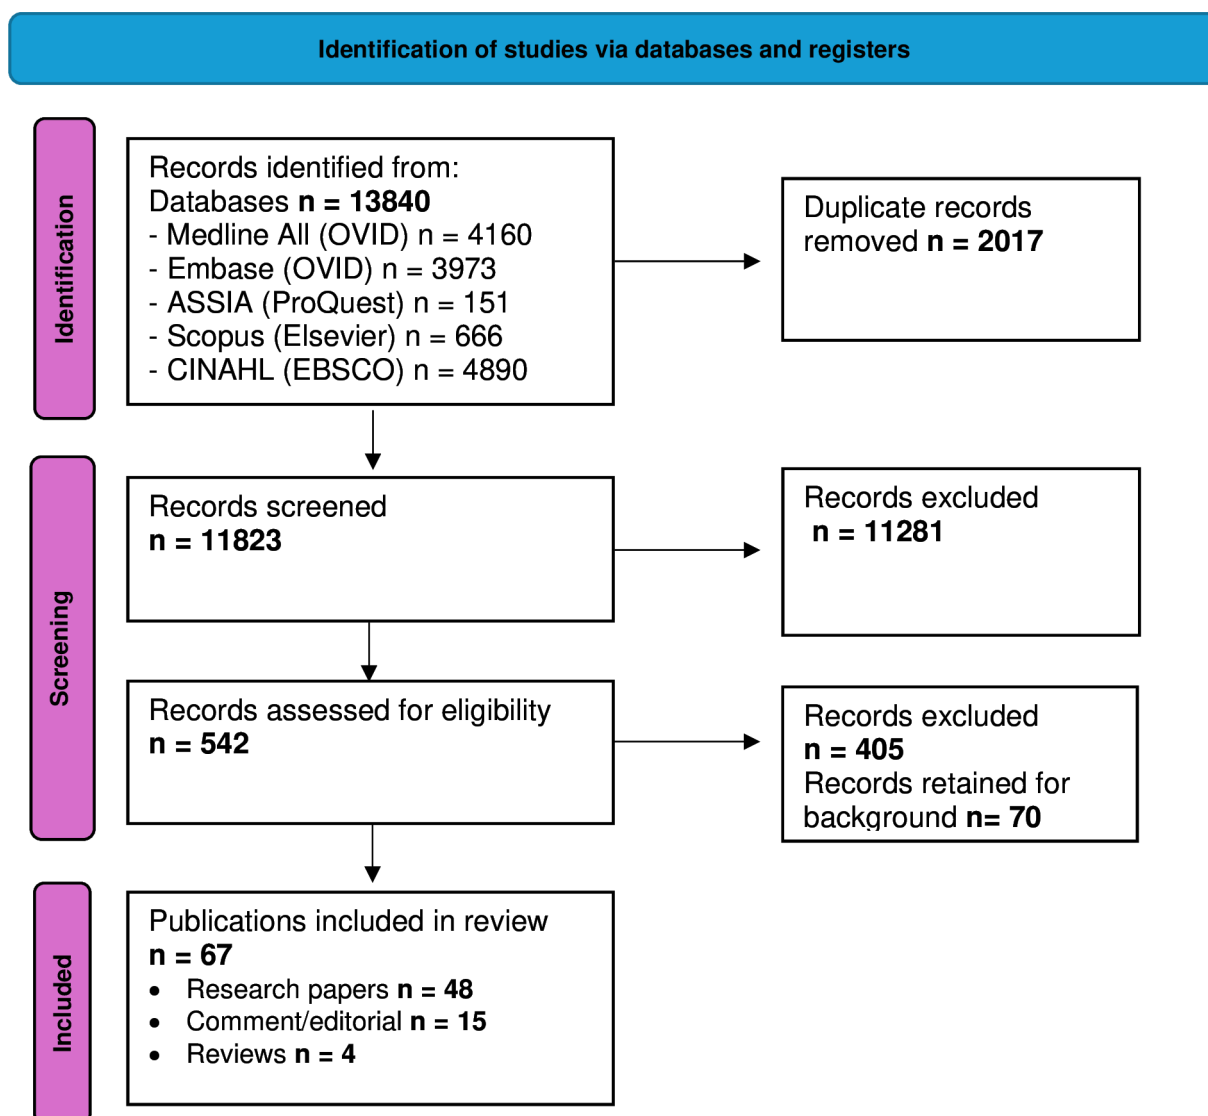 Identification of studies via databases and registers
Identification
Records identified from:
Databases n = 13840
- Medline All (OVID) n = 4160
- Embase (OVID) n = 3973
- ASSIA (ProQuest) n = 151
- Scopus (Elsevier) n = 666
- CINAHL (EBSCO) n = 4890
Duplicate records
removed n = 2017
Screening
Records screened
n = 11823
Records excluded
n = 11281
Records assessed for eligibility
n = 542
Records excluded
n = 405
Records retained for
background n= 70
Included
Publications included in review
n = 67
• Research papers n = 48
• Comment/editorial n = 15
• Reviews n = 4